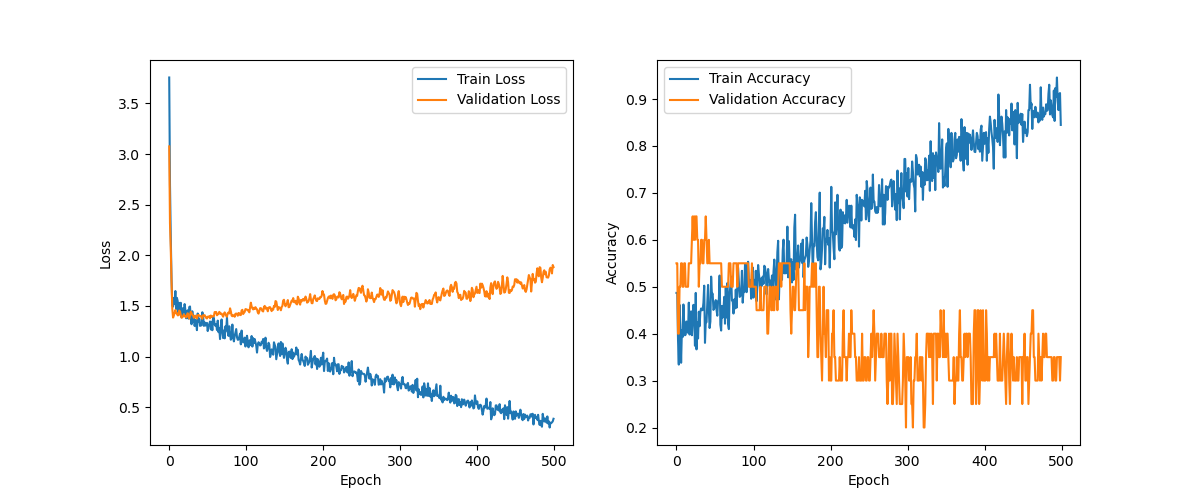 Train Loss
Validation Loss
3.5
3.0
2.5
2.0
1.5
1.0
0.5
Loss
0 100 200 300 400 500
Epoch
Train Accuracy
Validation Accuracy
0.9
0.8
0.7
0.6
0.5
0.4
0.3
0.2
Accuracy
0 100 200 300 400 500
Epoch